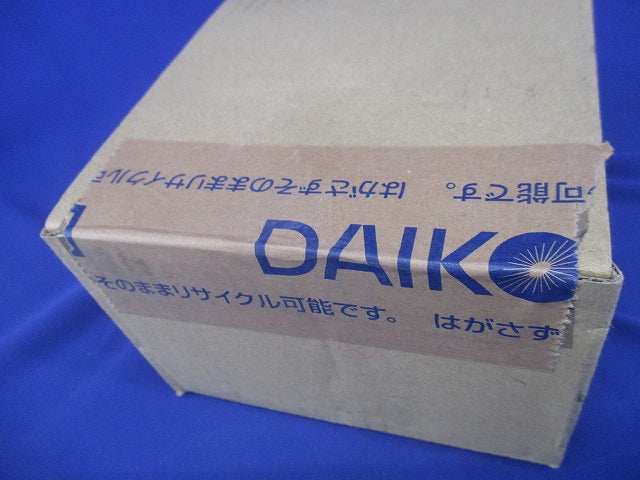 可能です。 はがさずそのままリサイクル可
DAIKO
そのままリサイクル可能です。 はがさず